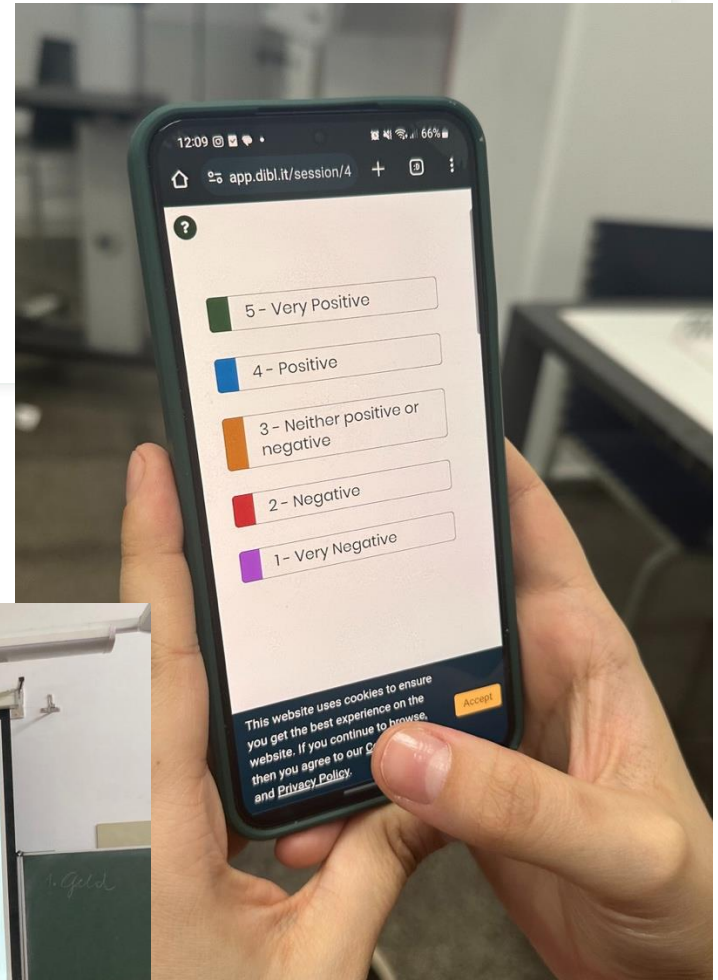 12:09
66%
app.dibl.it/session/4
?
5 - Very Positive
4 - Positive
3 - Neither positive or
negative
2 - Negative
1 - Very Negative
This website uses cookies to ensure
you get the best experience on the
website. If you continue to browse,
then you agree to our
and Privacy Policy.
Accept
1. Geld